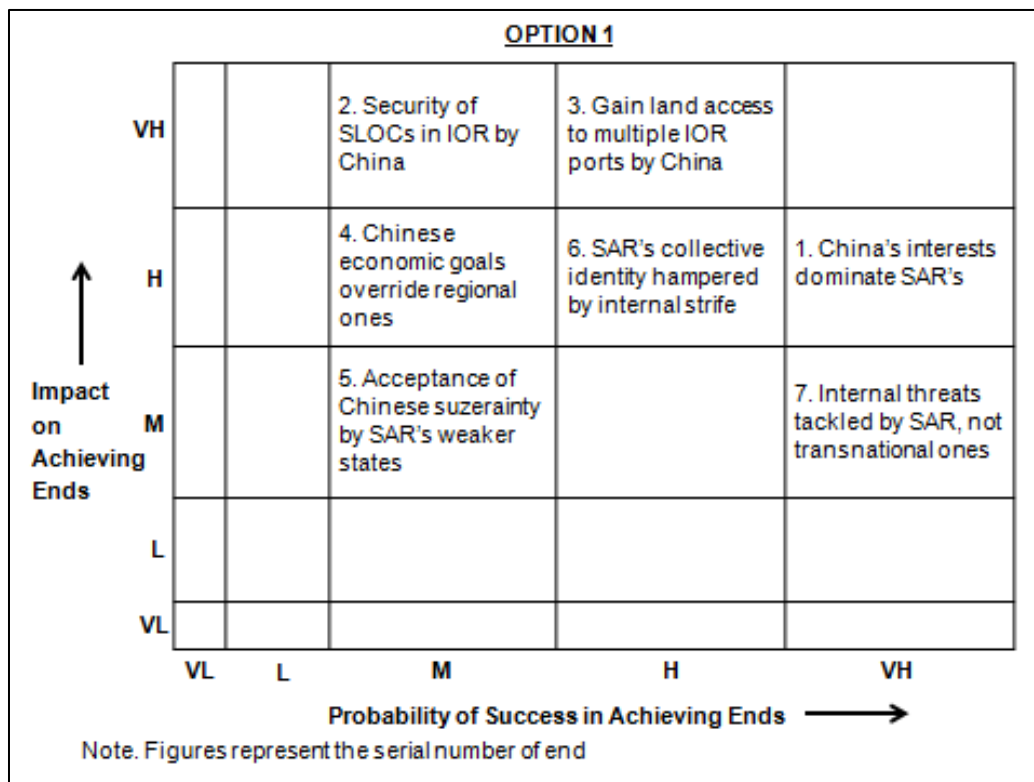 OPTION 1
VH
2. Security of
SLOCs in IOR by
China
3. Gain land access
to multiple IOR
ports by China
H
4. Chinese
economic goals
override regional
ones
6. SAR's collective
identity hampered
by internal strife
1. China's interests
dominate SAR's
Impact
on
Achieving
Ends
M
5. Acceptance of
Chinese suzerainty
by SAR's weaker
states
7. Internal threats
tackled by SAR, not
transnational ones
L
VL
VL L M H VH
Probability of Success in Achieving Ends
Note. Figures represent the serial number of end